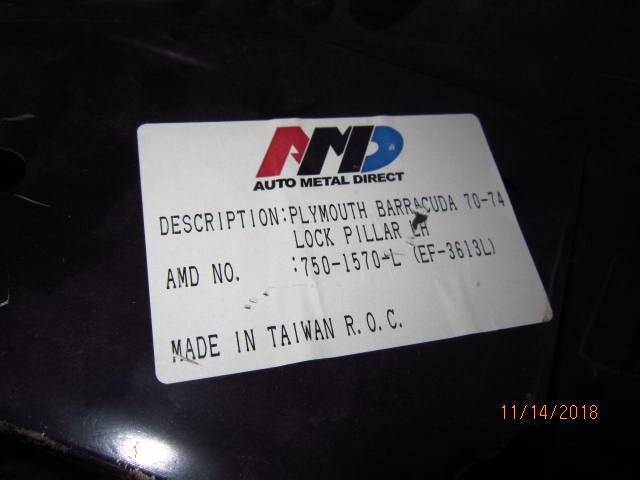 AMD
AUTO METAL DIRECT
DESCRIPTION:PLYMOUTH BARRACUDA 70-74
LOCK PILLAR LH
AMD NO. :750-1570-L (EF-3613L)
MADE IN TAIWAN R.O.C.
11/14/2018